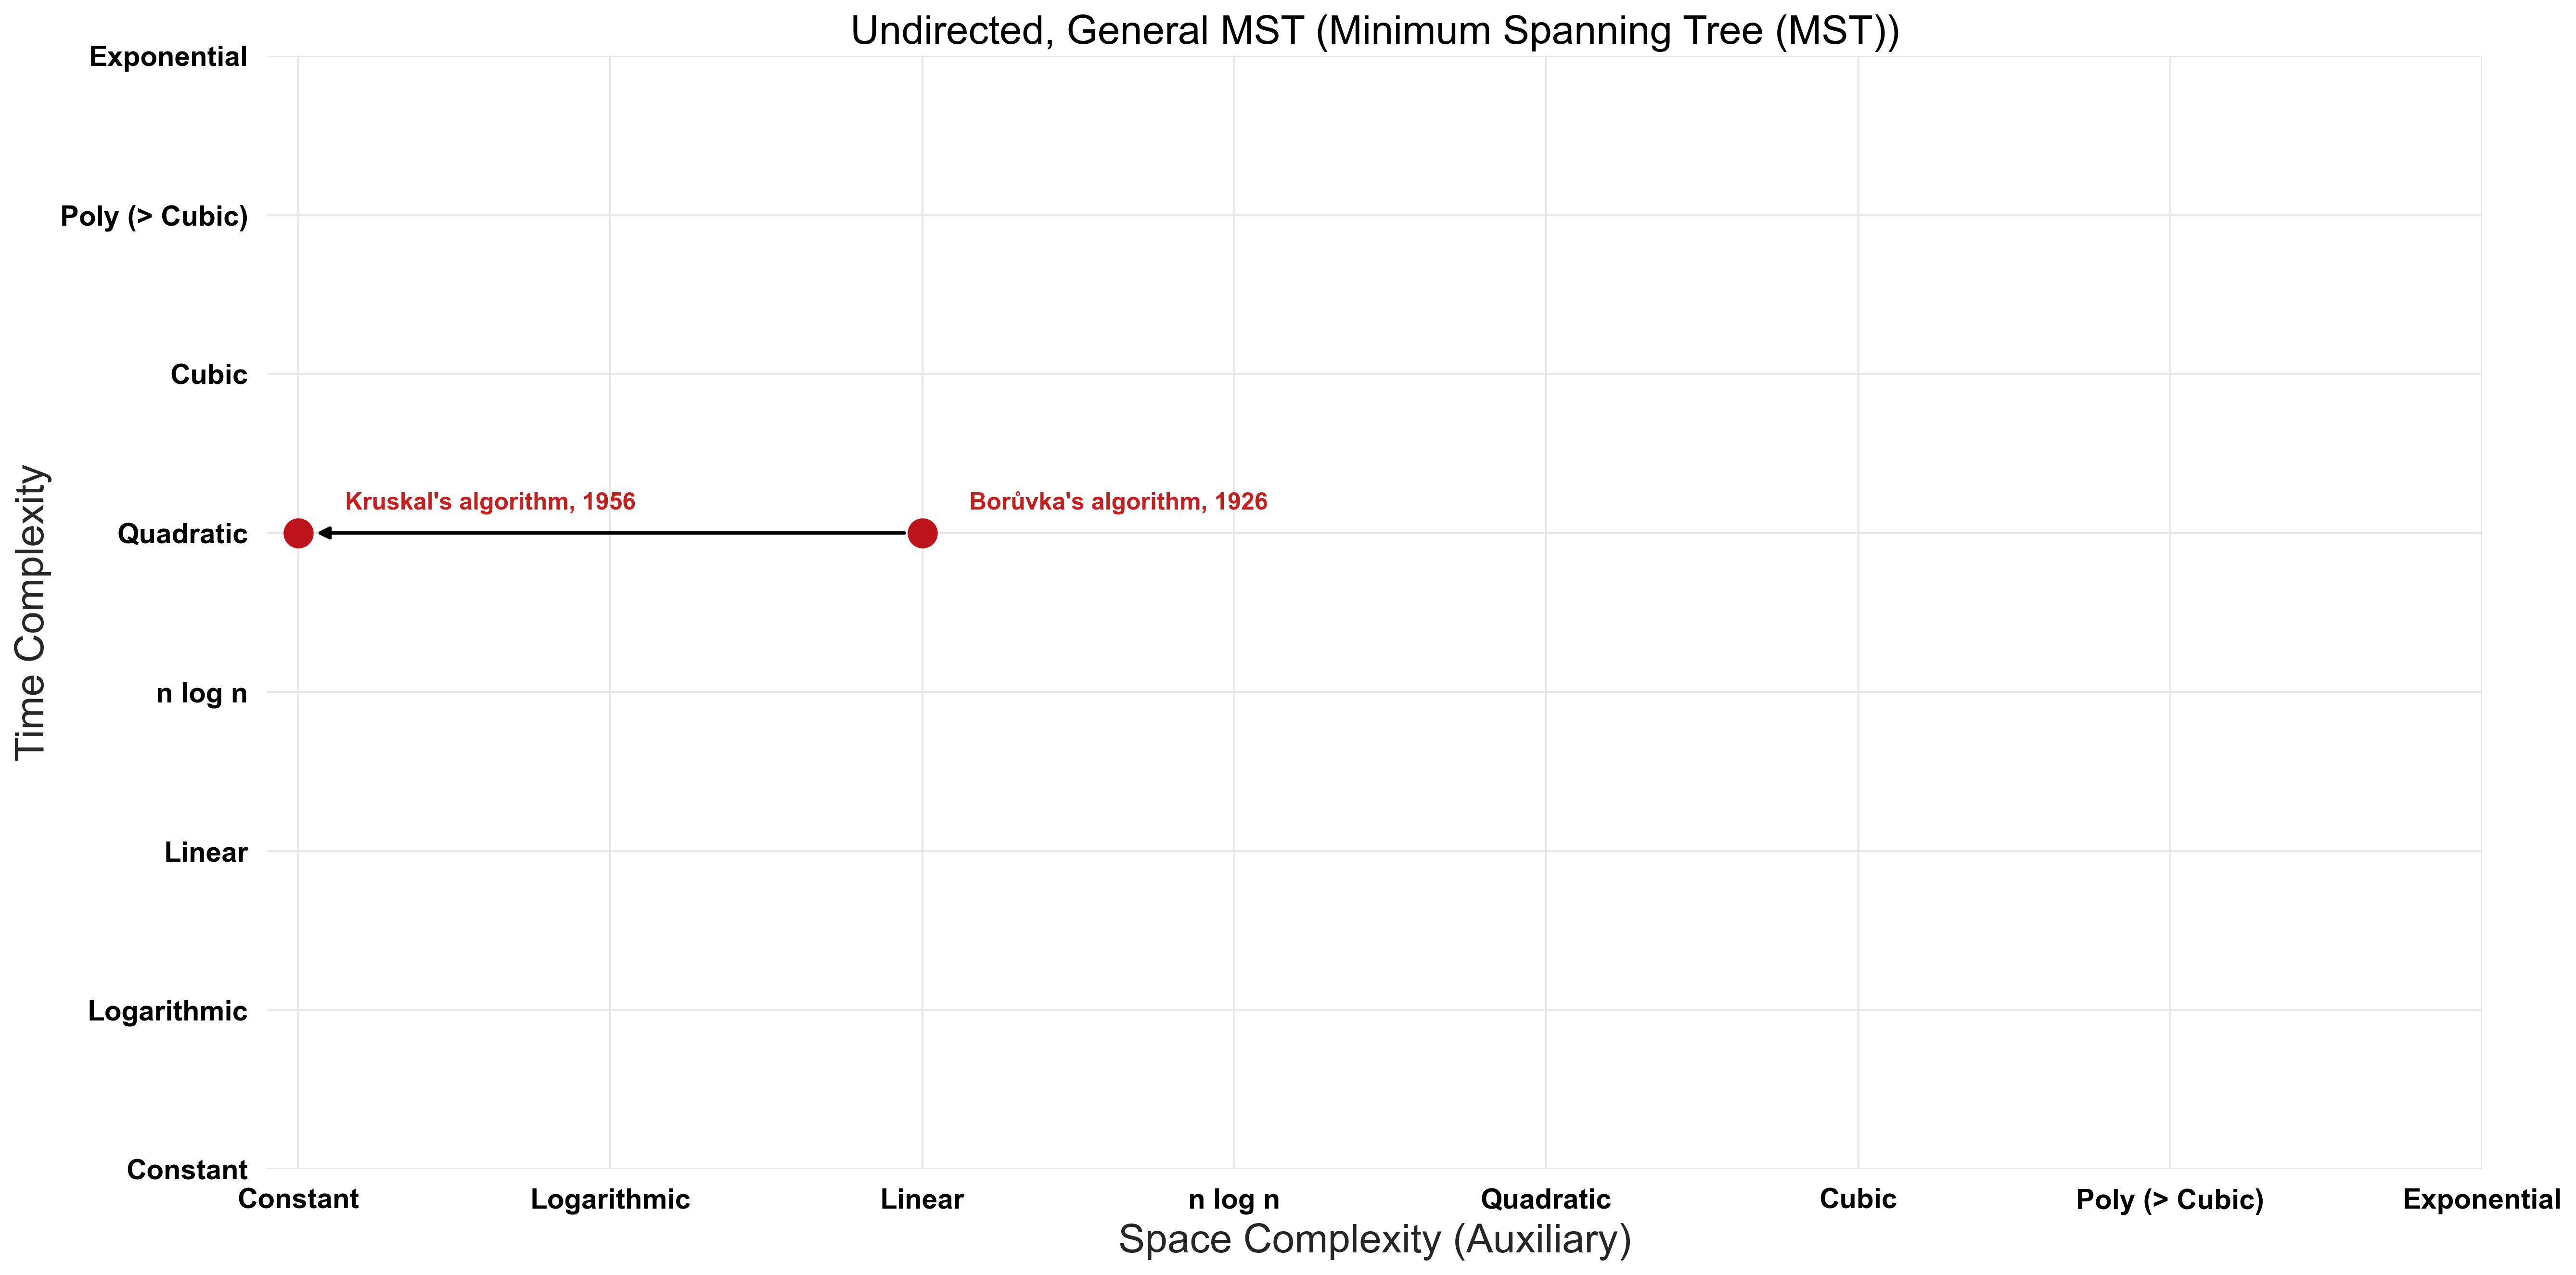 Undirected, General MST (Minimum Spanning Tree (MST))
Exponential
Poly (> Cubic)
Cubic
Quadratic
n log n
Linear
Logarithmic
Constant
Time Complexity
Kruskal's algorithm, 1956
Borůvka's algorithm, 1926
Constant
Logarithmic
Linear
n log n
Quadratic
Cubic
Poly (> Cubic)
Exponential
Space Complexity (Auxiliary)